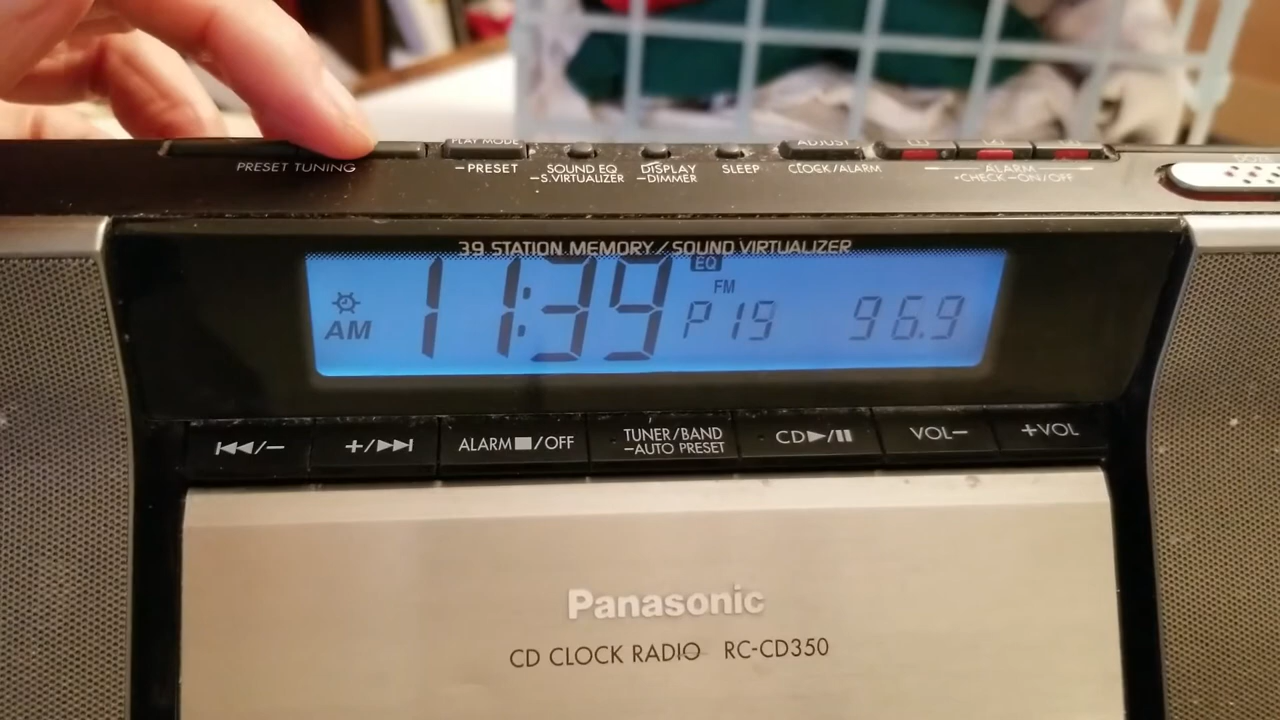 PRESET TUNING
PLAY MODE
–PRESET
SOUND EQ
–S.VIRTUALIZER
DISPLAY
–DIMMER
SLEEP
ADJUST
CLOCK/ALARM
ALARM
•CHECK–ON/OFF
39 STATION MEMORY/SOUND VIRTUALIZER
EQ
AM 11:39 FM P19 96.9
⏮/– +/⏭ ALARM■/OFF TUNER/BAND
–AUTO PRESET
CD▶/⏸ VOL– +VOL
Panasonic
CD CLOCK RADIO RC-CD350